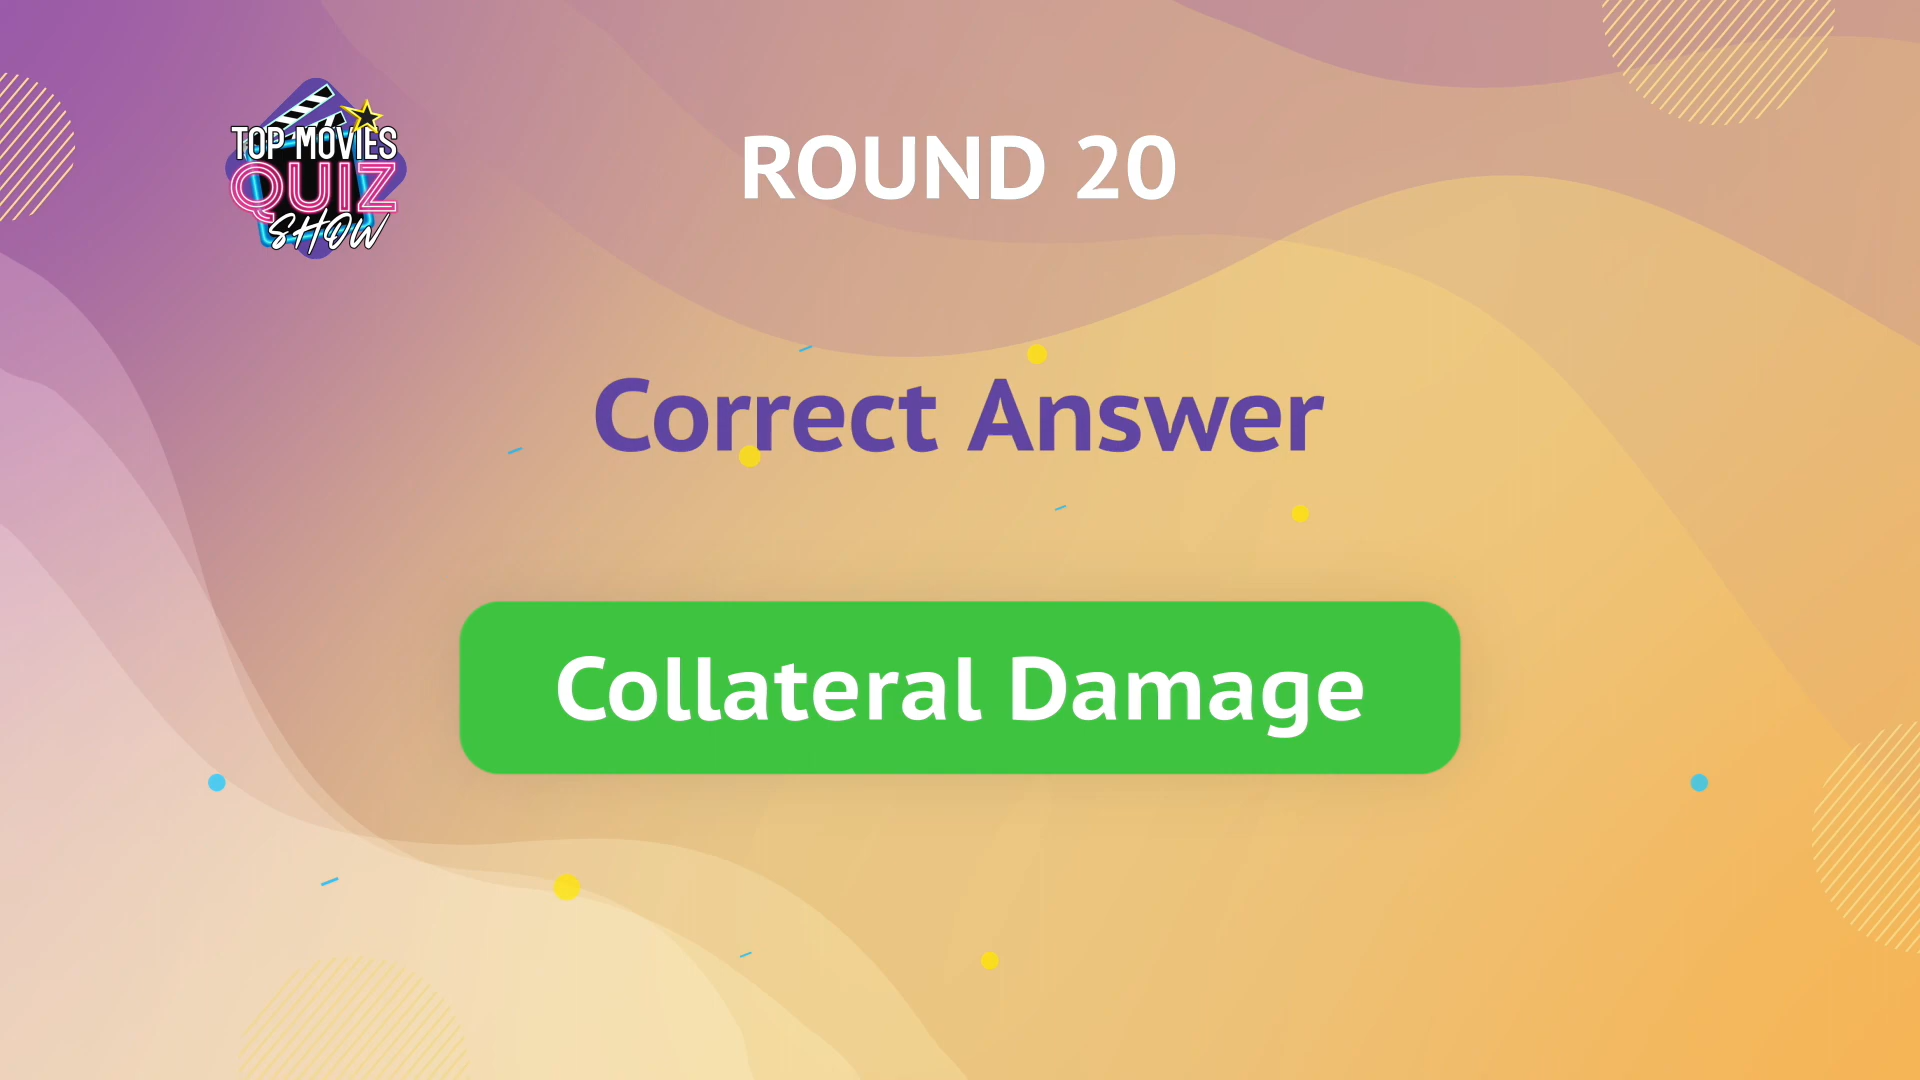 TOP MOVIES
QUIZ
SHOW
ROUND 20
Correct Answer
Collateral Damage